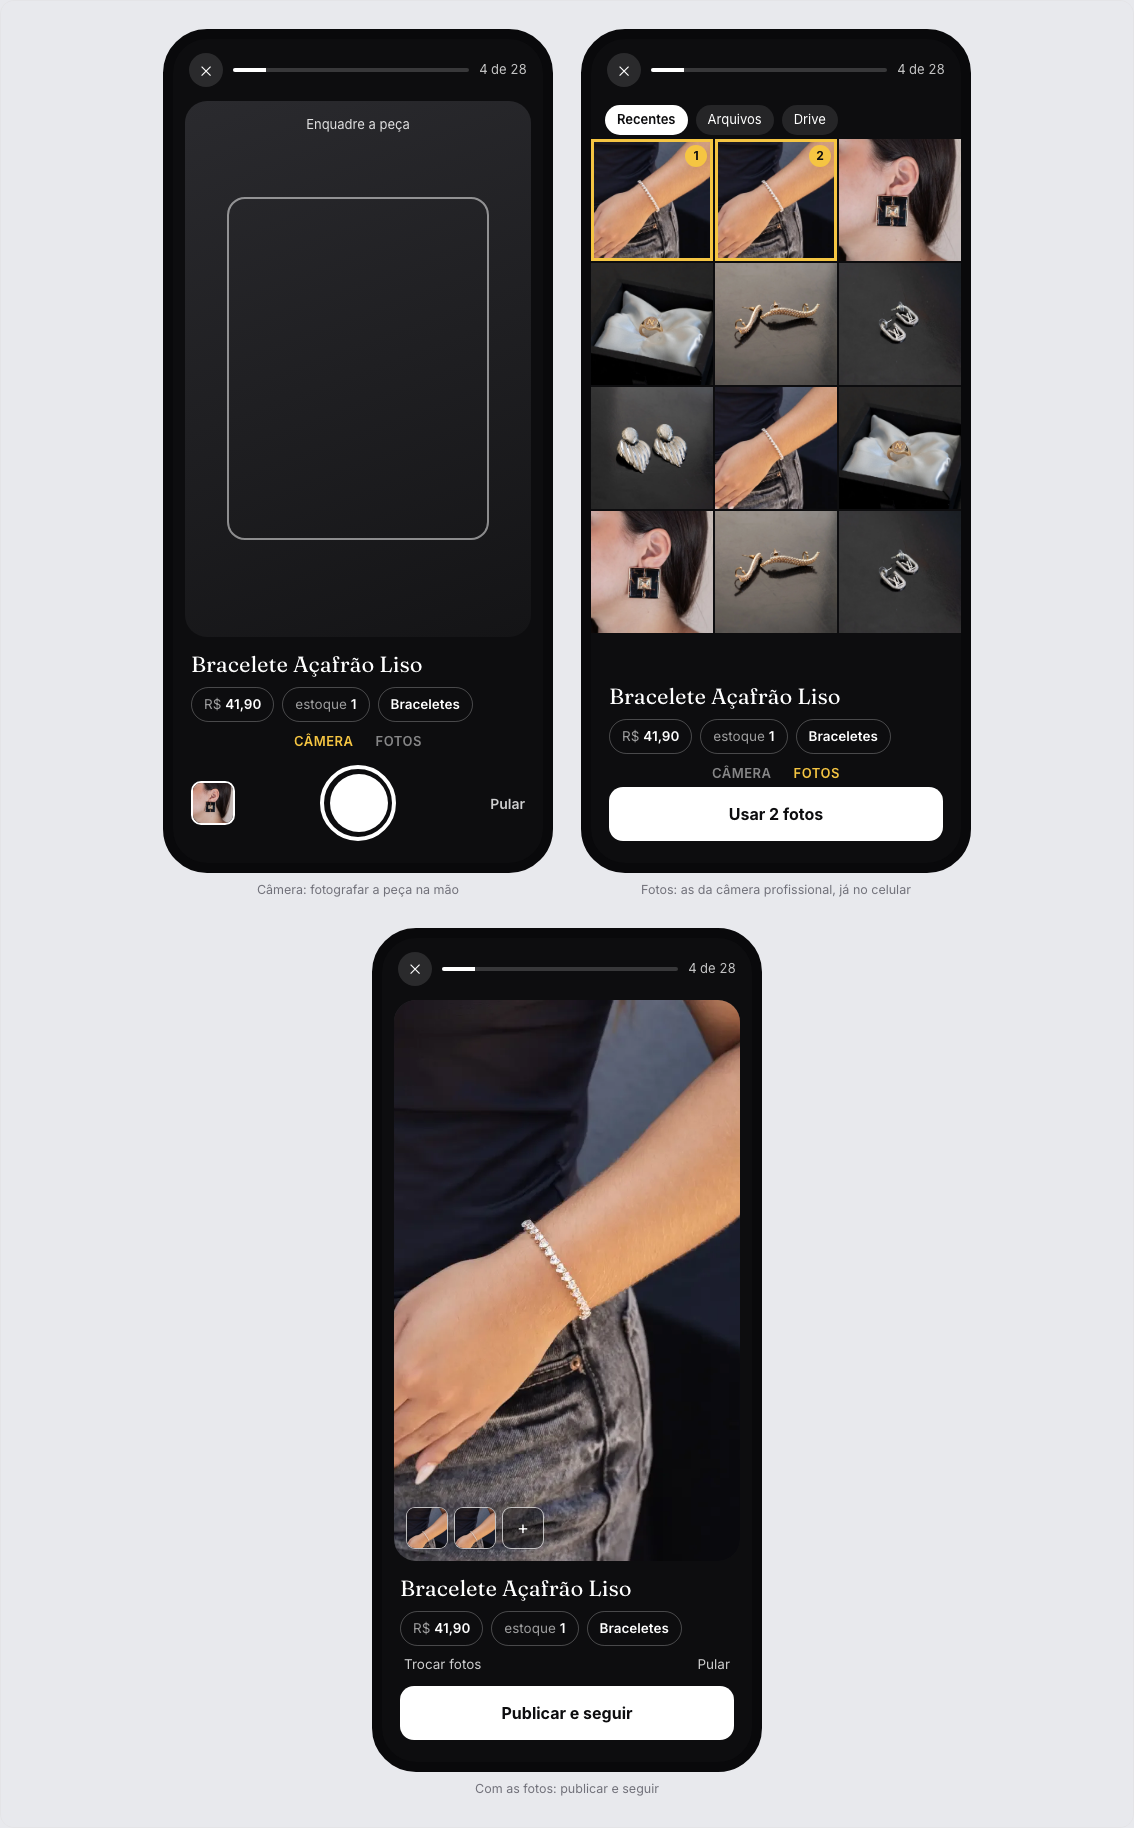 4 de 28
Enquadre a peça
Bracelete Açafrão Liso
R$ 41,90 estoque 1 Braceletes
CÂMERA FOTOS
Pular
Câmera: fotografar a peça na mão
4 de 28
Recentes Arquivos Drive
1 2
Bracelete Açafrão Liso
R$ 41,90 estoque 1 Braceletes
CÂMERA FOTOS
Usar 2 fotos
Fotos: as da câmera profissional, já no celular
4 de 28
+
Bracelete Açafrão Liso
R$ 41,90 estoque 1 Braceletes
Trocar fotos Pular
Publicar e seguir
Com as fotos: publicar e seguir